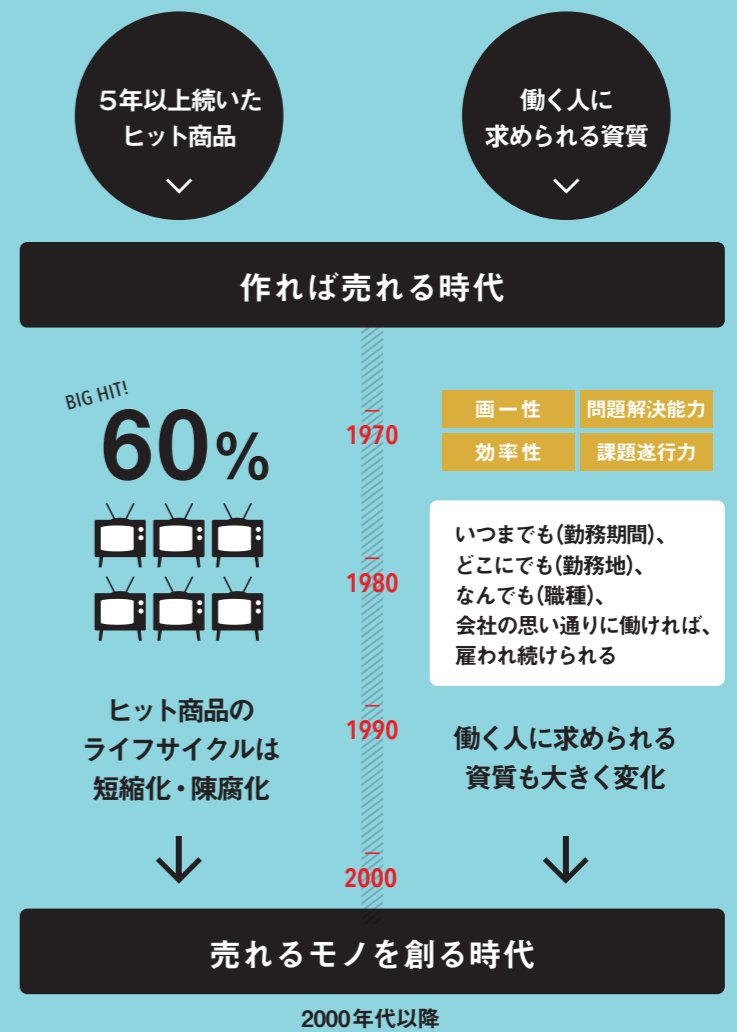 5年以上続いた
ヒット商品
働く人に
求められる資質
作れば売れる時代
BIG HIT!
60%
1970
1980
1990
2000
画一性
問題解決能力
効率性
課題遂行力
いつまでも(勤務期間)、
どこにでも(勤務地)、
なんでも(職種)、
会社の思い通りに働ければ、
雇われ続けられる
ヒット商品の
ライフサイクルは
短縮化・陳腐化
働く人に求められる
資質も大きく変化
売れるモノを創る時代
2000年代以降